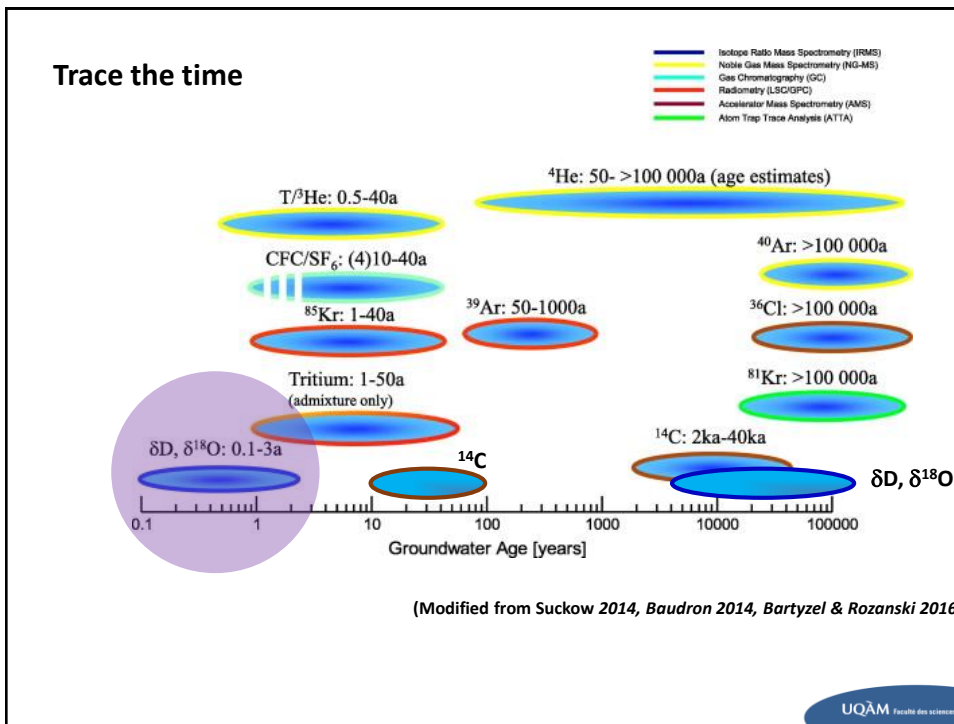 Trace the time
Isotope Ratio Mass Spectrometry (IRMS)
Noble Gas Mass Spectrometry (NG-MS)
Gas Chromatography (GC)
Radiometry (LSC/GPC)
Accelerator Mass Spectrometry (AMS)
Atom Trap Trace Analysis (ATTA)
⁴He: 50- >100 000a (age estimates)
T/³He: 0.5-40a
⁴⁰Ar: >100 000a
CFC/SF₆: (4)10-40a
³⁹Ar: 50-1000a
³⁶Cl: >100 000a
⁸⁵Kr: 1-40a
Tritium: 1-50a
(admixture only)
⁸¹Kr: >100 000a
¹⁴C: 2ka-40ka
δD, δ¹⁸O: 0.1-3a
¹⁴C
δD, δ¹⁸O
0.1 1 10 100 1000 10000 100000
Groundwater Age [years]
(Modified from Suckow 2014, Baudron 2014, Bartyzel & Rozanski 2016
UQÀM Faculté des sciences